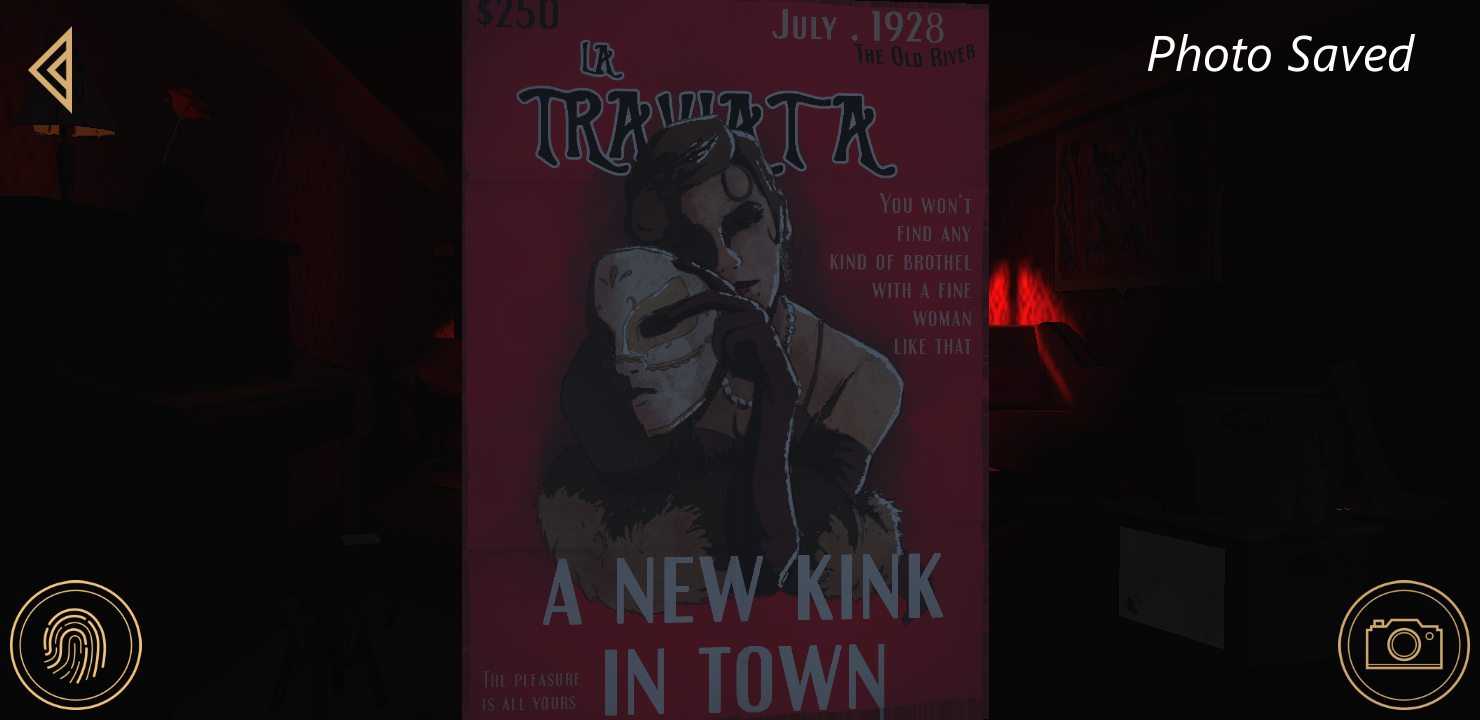 $250
July . 1928
The Old River
LA
TRAVIATA
You won't
find any
kind of brothel
with a fine
woman
like that
A NEW KINK
IN TOWN
The pleasure
is all yours
Photo Saved